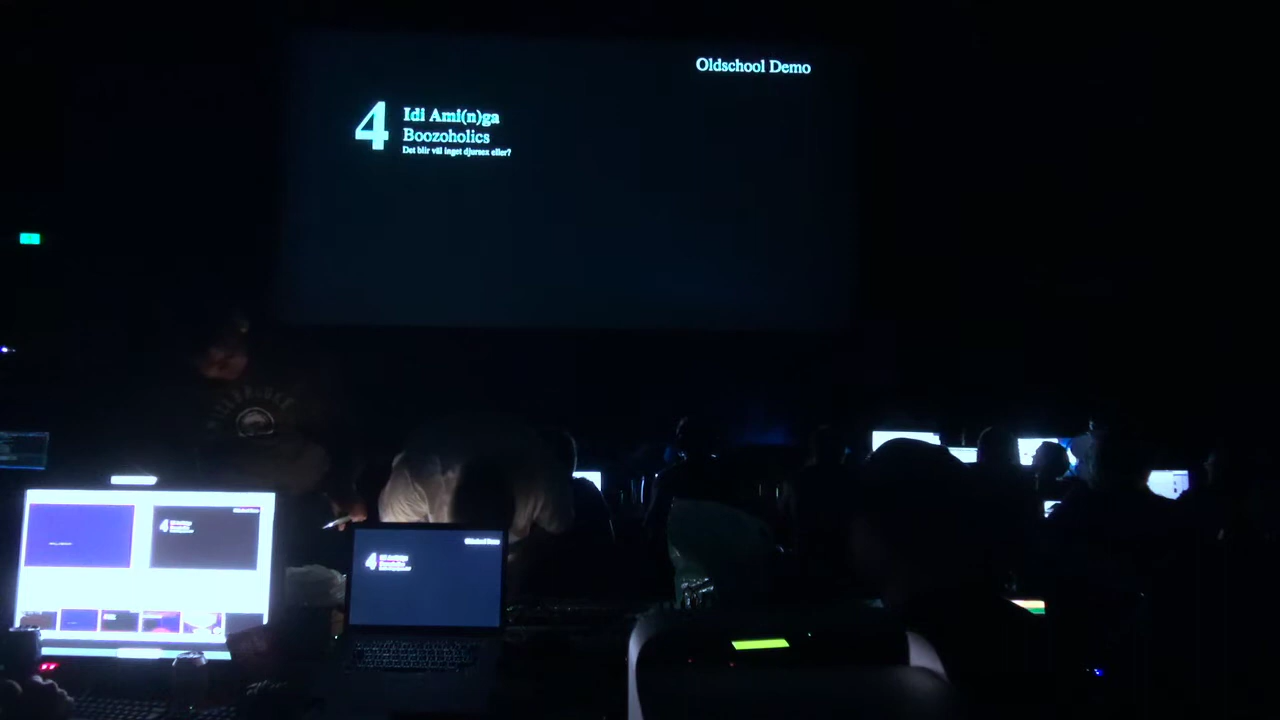 Oldschool Demo
4
Idi Ami(n)ga
Boozoholics
Det blir väl inget djursex eller?